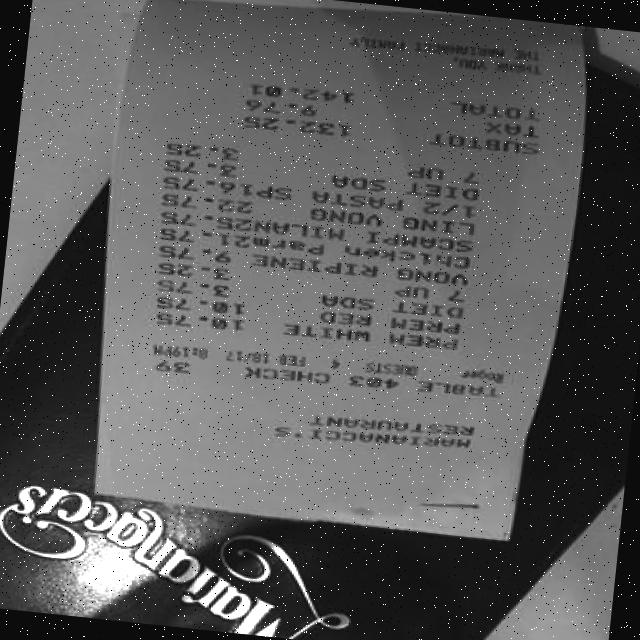 MARIANACCI'S
RESTAURANT
TABLE 403 CHECK 39
Roger GUESTS 4 FEB 18'17 8:19PM
PREM WHITE 10.75
PREM RED 10.75
DIET SDA 3.75
7 UP 3.25
VONG RIPIENE 9.75
Chicken Parm21.75
SCAMPI MILAN25.75
LING VONG 22.75
1/2 PASTA SP16.75
DIET SDA 3.75
7 UP 3.25
SUBTOT 132.25
TAX 9.76
TOTAL 142.01
THANK YOU,
THE MARIANACCI FAMILY
Marianacci's